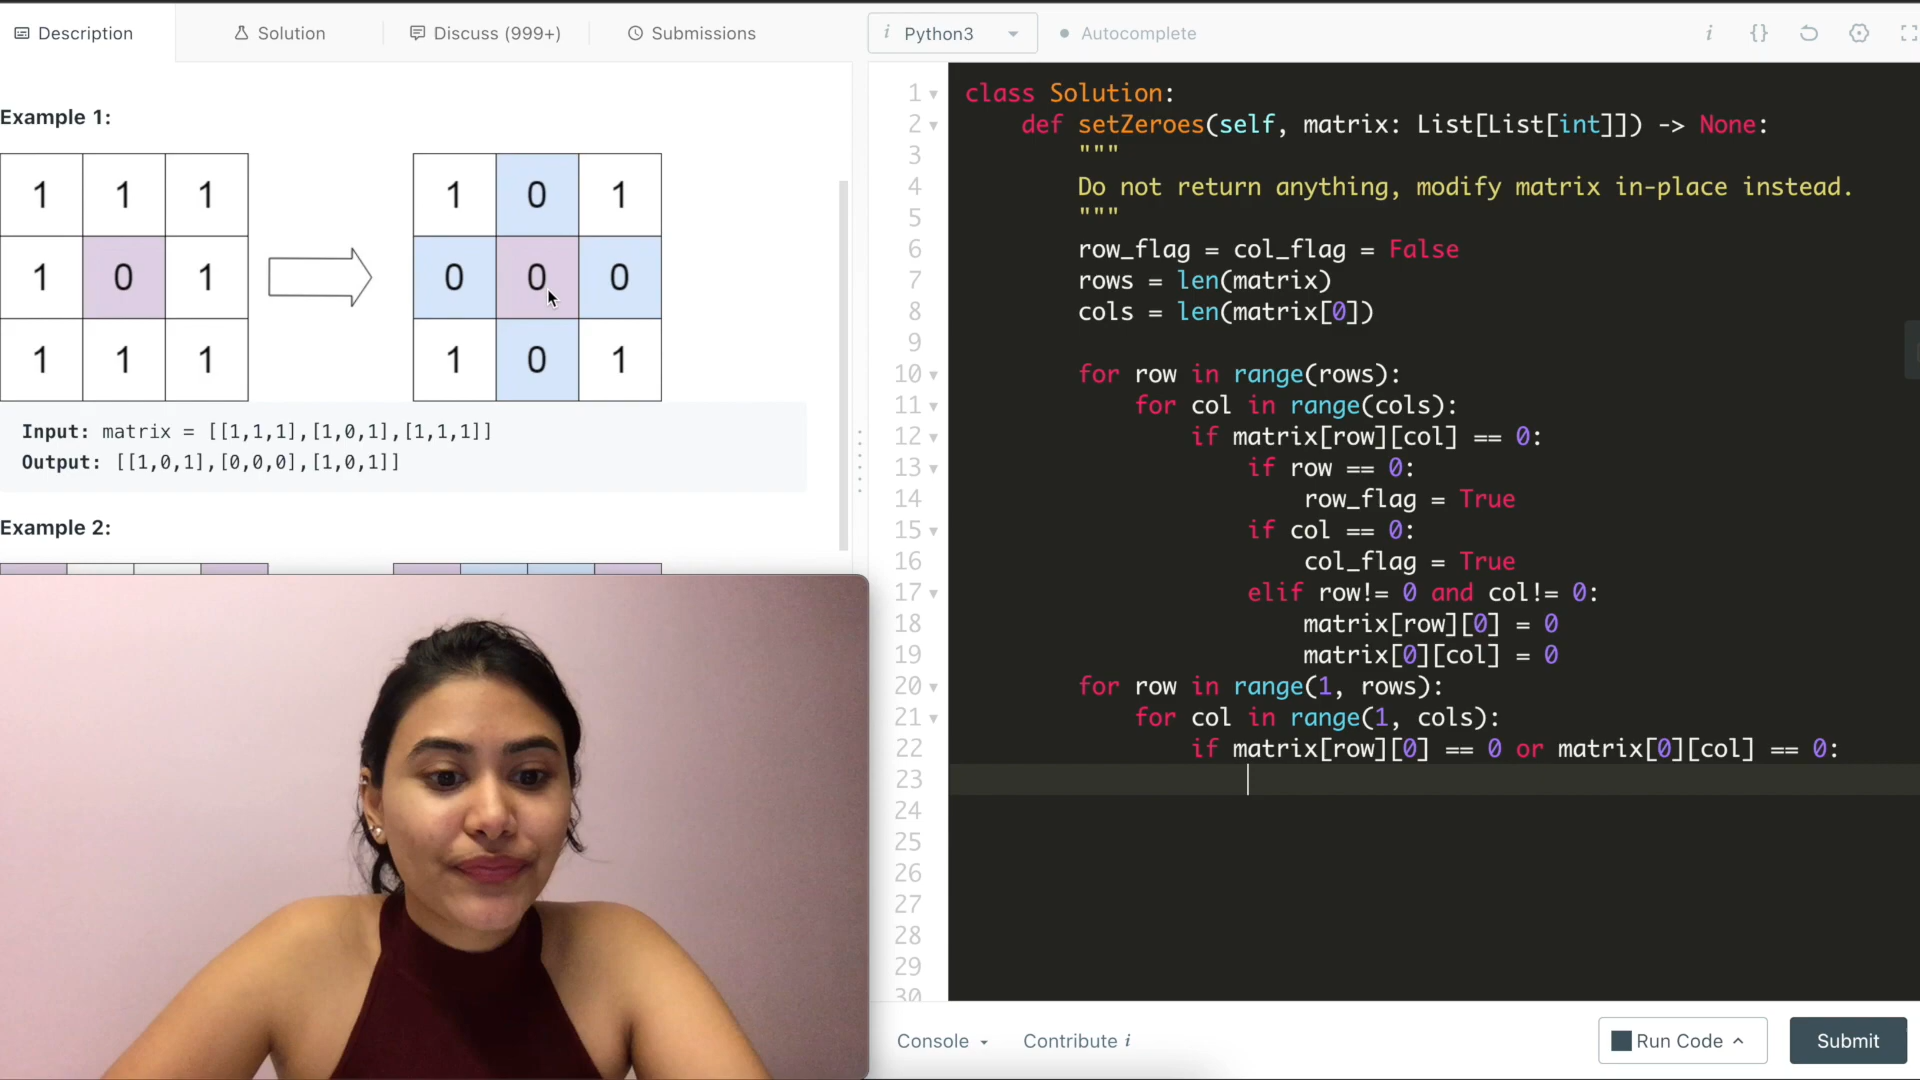 Description
Solution
Discuss (999+)
Submissions
i Python3
Autocomplete
i {}
Example 1:
1 1 1
1 0 1
1 1 1
1 0 1
0 0 0
1 0 1
Input: matrix = [[1,1,1],[1,0,1],[1,1,1]]
Output: [[1,0,1],[0,0,0],[1,0,1]]
Example 2:
1 class Solution:
2 def setZeroes(self, matrix: List[List[int]]) -> None:
3 """
4 Do not return anything, modify matrix in-place instead.
5 """
6 row_flag = col_flag = False
7 rows = len(matrix)
8 cols = len(matrix[0])
9
10 for row in range(rows):
11 for col in range(cols):
12 if matrix[row][col] == 0:
13 if row == 0:
14 row_flag = True
15 if col == 0:
16 col_flag = True
17 elif row!= 0 and col!= 0:
18 matrix[row][0] = 0
19 matrix[0][col] = 0
20 for row in range(1, rows):
21 for col in range(1, cols):
22 if matrix[row][0] == 0 or matrix[0][col] == 0:
23
24
25
26
27
28
29
30
Console
Contribute i
Run Code
Submit